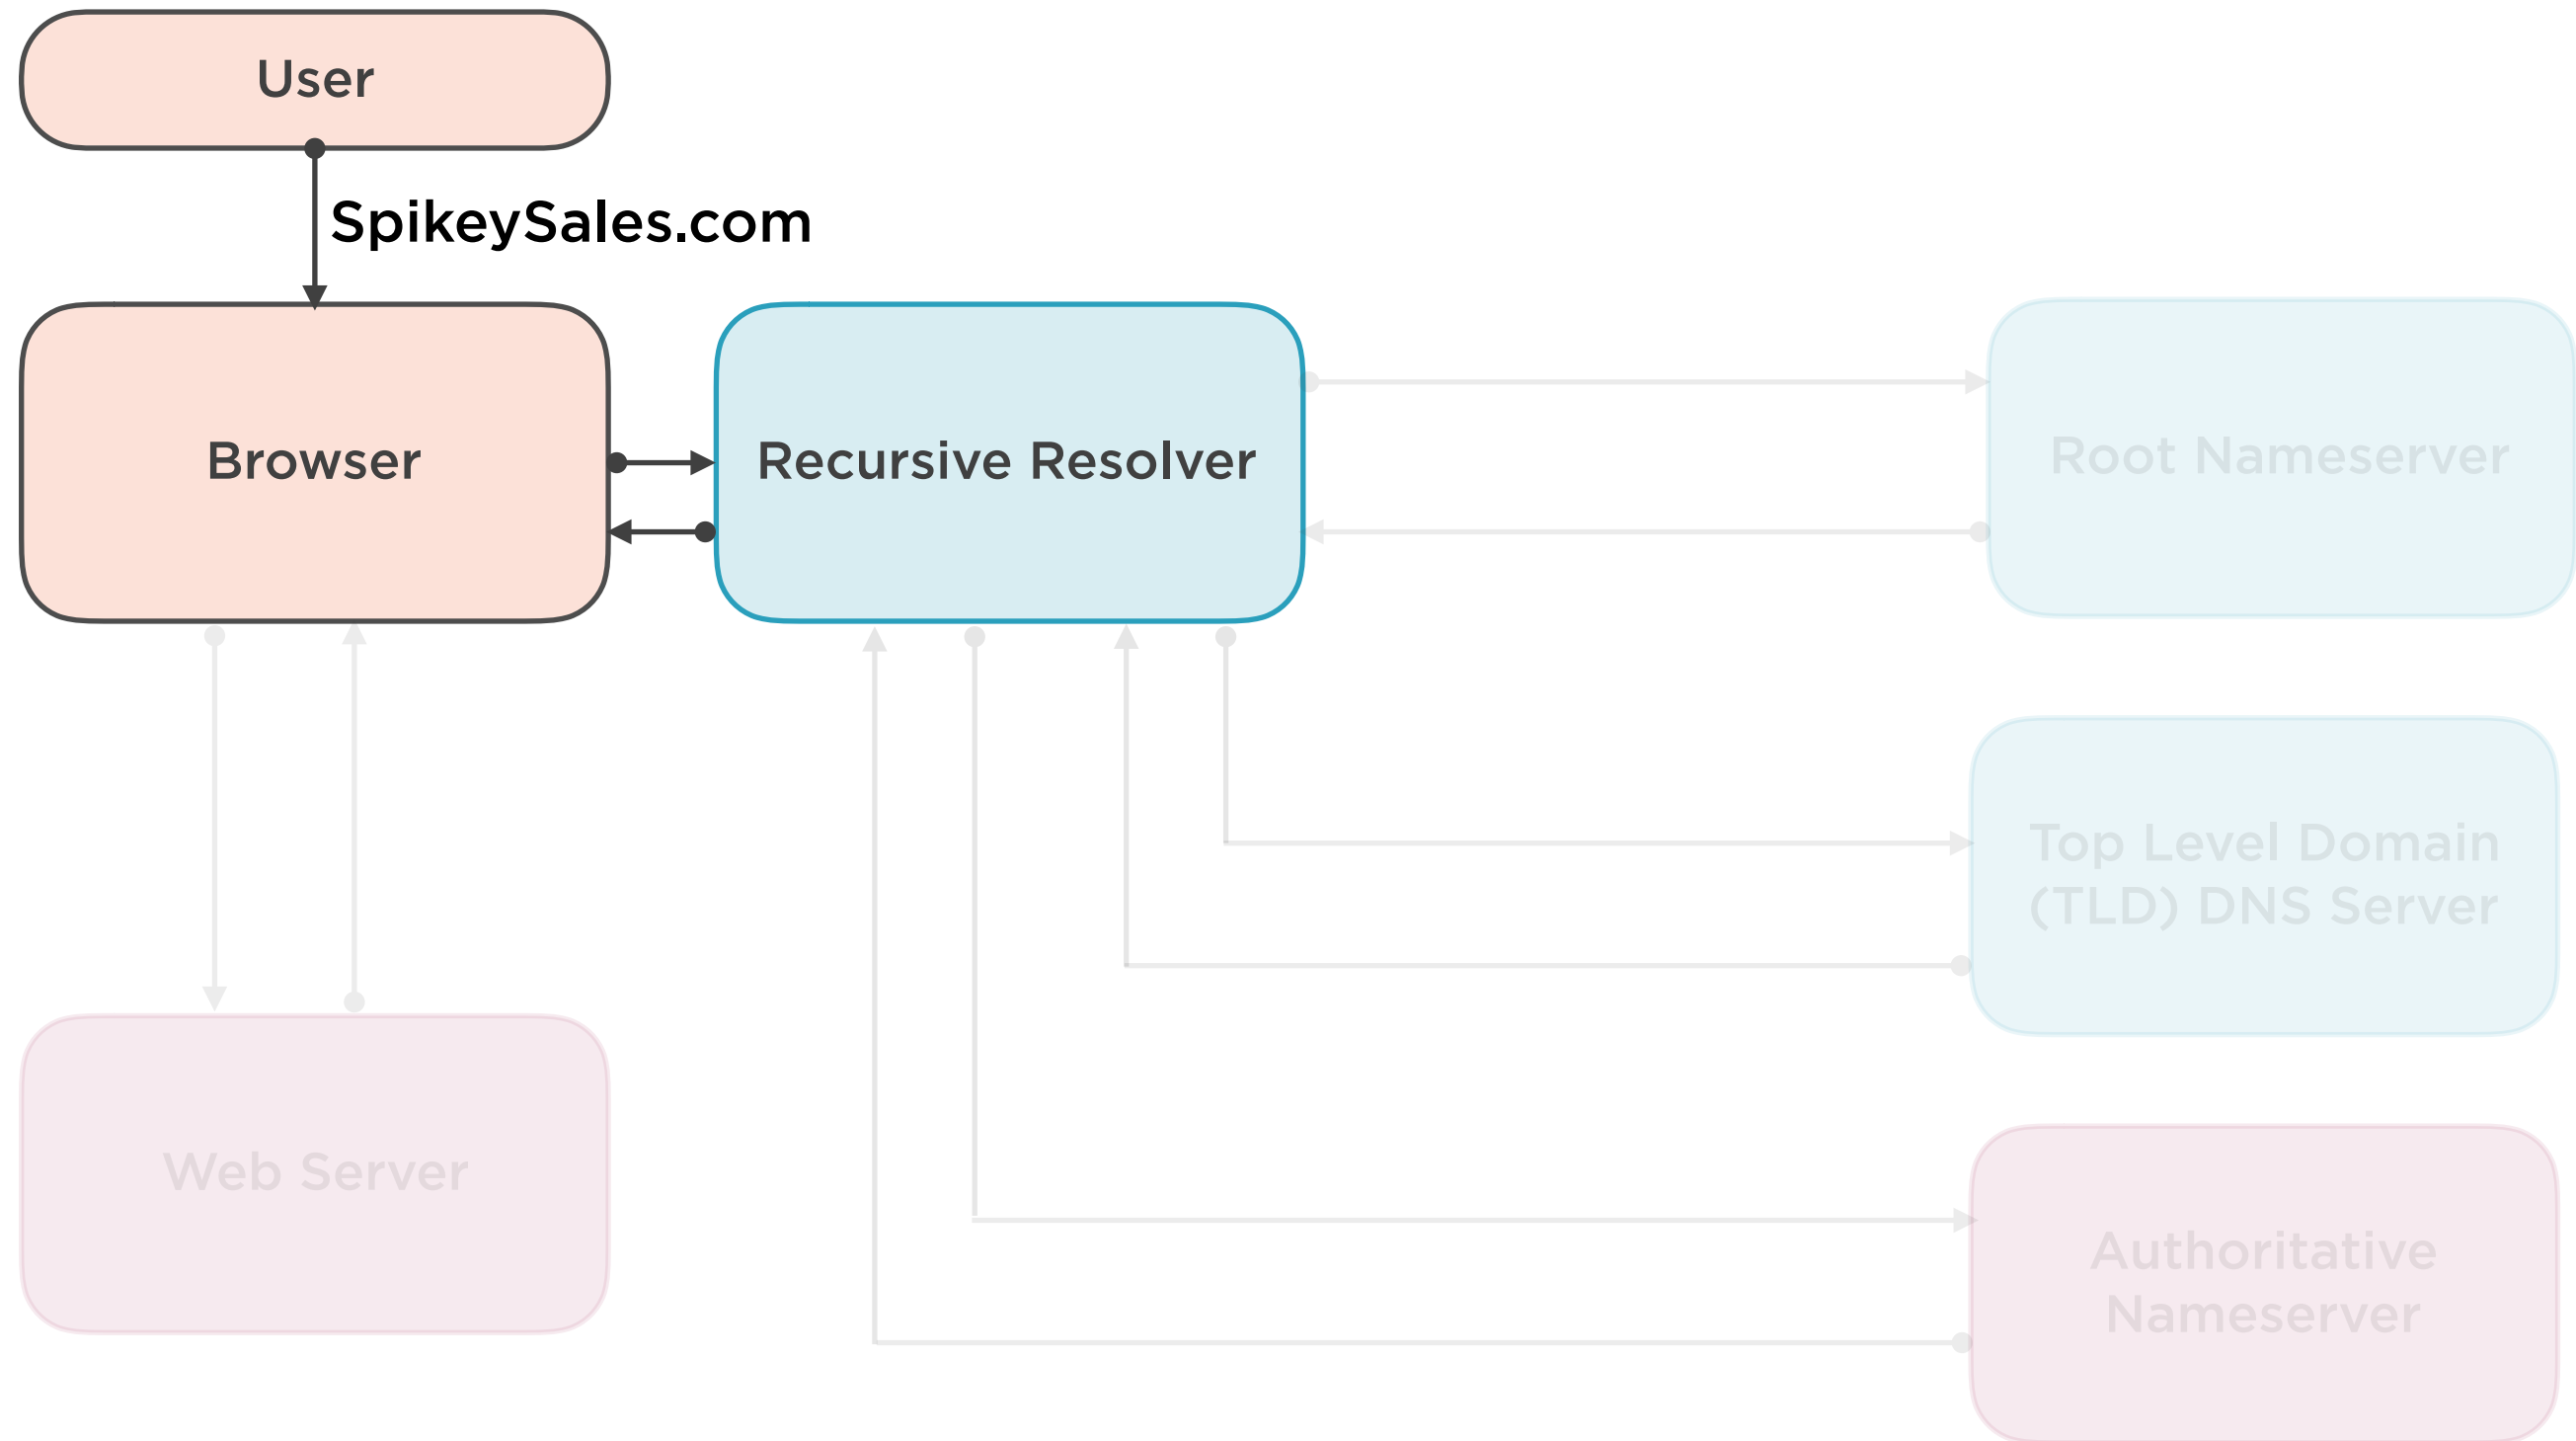 User
SpikeySales.com
Browser
Recursive Resolver
Root Nameserver
Top Level Domain
(TLD) DNS Server
Web Server
Authoritative
Nameserver